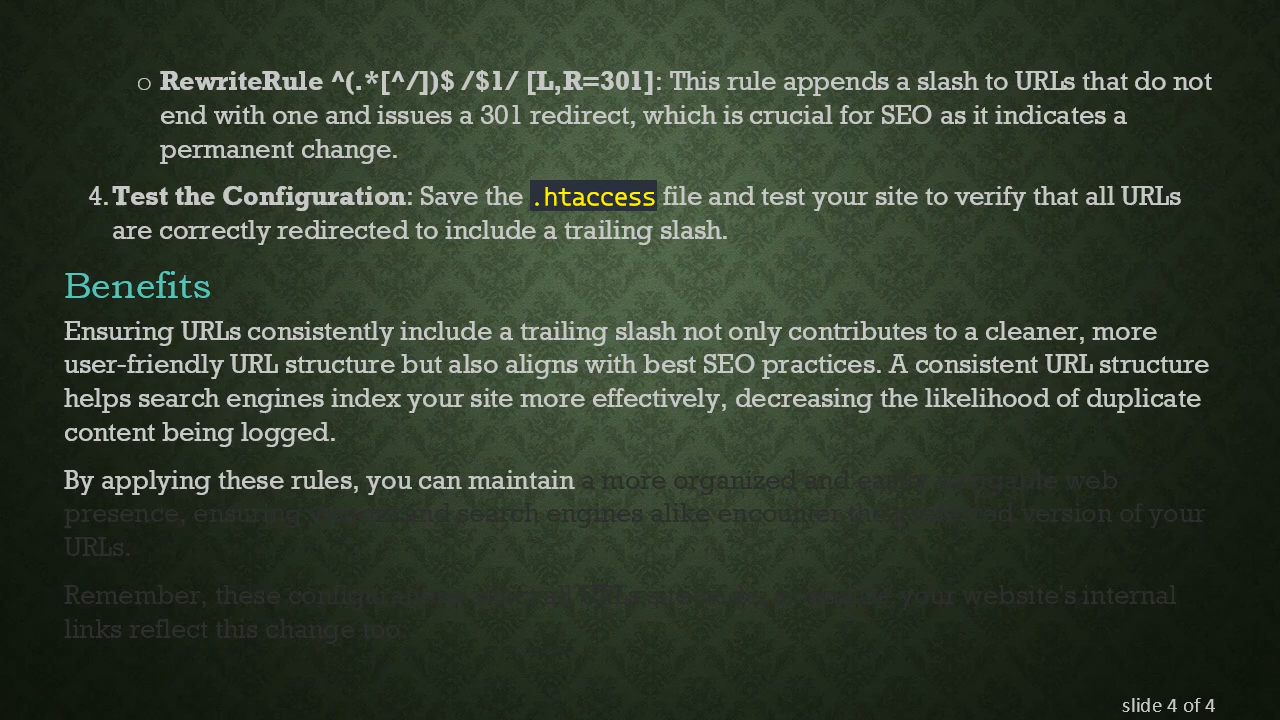 o RewriteRule ^(.*[^/])$ /$1/ [L,R=301]: This rule appends a slash to URLs that do not
end with one and issues a 301 redirect, which is crucial for SEO as it indicates a
permanent change.
4. Test the Configuration: Save the .htaccess file and test your site to verify that all URLs
are correctly redirected to include a trailing slash.
Benefits
Ensuring URLs consistently include a trailing slash not only contributes to a cleaner, more
user-friendly URL structure but also aligns with best SEO practices. A consistent URL structure
helps search engines index your site more effectively, decreasing the likelihood of duplicate
content being logged.
By applying these rules, you can maintain a more organized and easily navigable web
presence, ensuring and search engines alike encounter the version of your
URLs.
Remember, these your website's internal
links reflect this change too.
slide 4 of 4